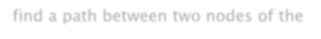 find a path between two nodes of the